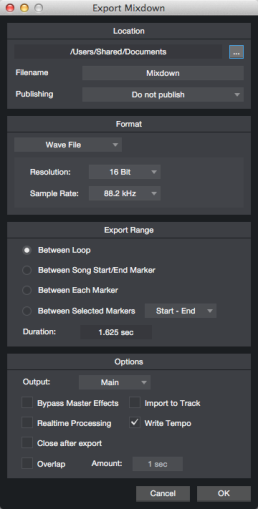 Export Mixdown
Location
/Users/Shared/Documents
...
Filename Mixdown
Publishing Do not publish
Format
Wave File
Resolution: 16 Bit
Sample Rate: 88.2 kHz
Export Range
Between Loop
Between Song Start/End Marker
Between Each Marker
Between Selected Markers Start - End
Duration: 1.625 sec
Options
Output: Main
Bypass Master Effects Import to Track
Realtime Processing Write Tempo
Close after export
Overlap Amount: 1 sec
Cancel OK